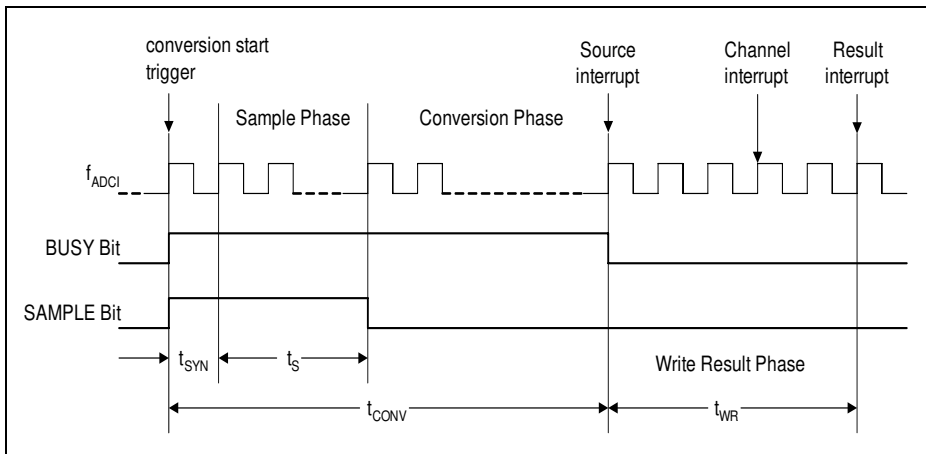 conversion start
trigger
Source
interrupt
Channel
interrupt
Result
interrupt
Sample Phase
Conversion Phase
fADCI
BUSY Bit
SAMPLE Bit
tSYN
tS
Write Result Phase
tCONV
tWR